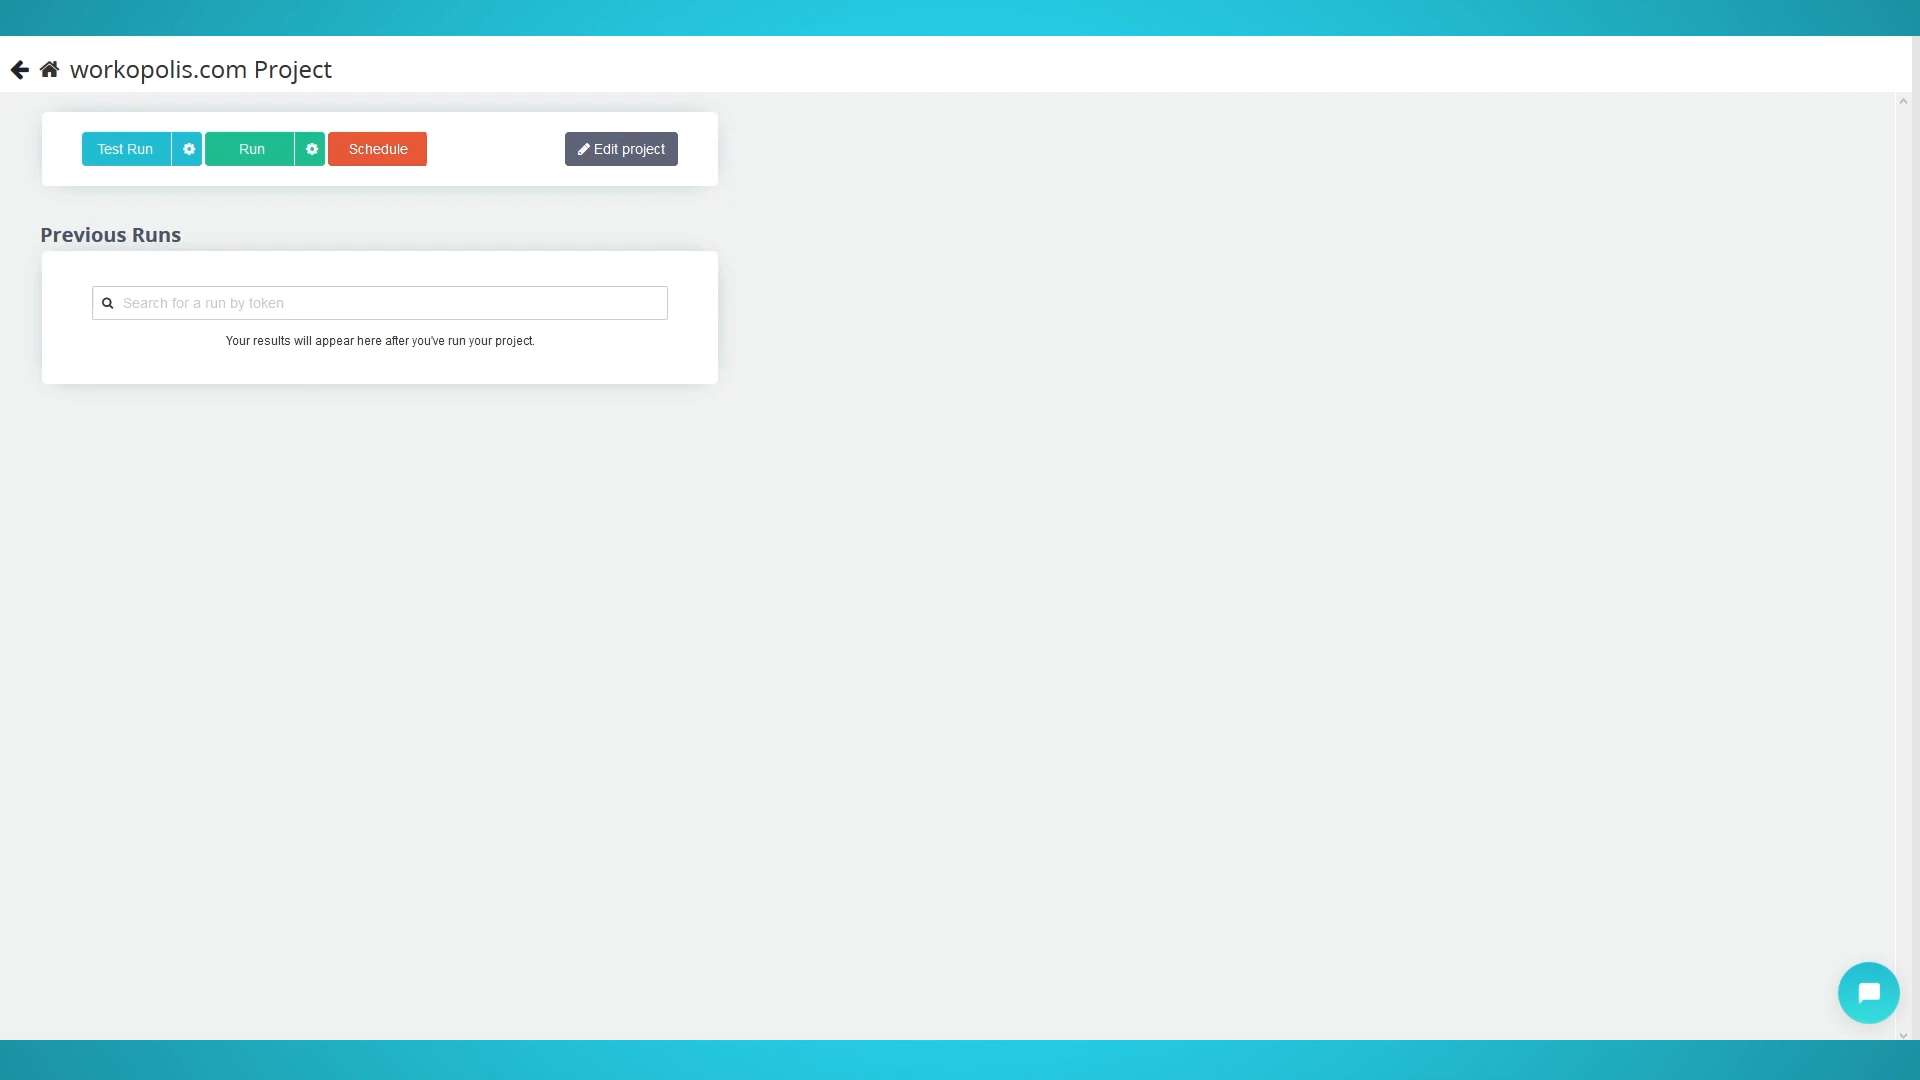 workopolis.com Project
Test Run
Run
Schedule
Edit project
Previous Runs
Search for a run by token
Your results will appear here after you've run your project.